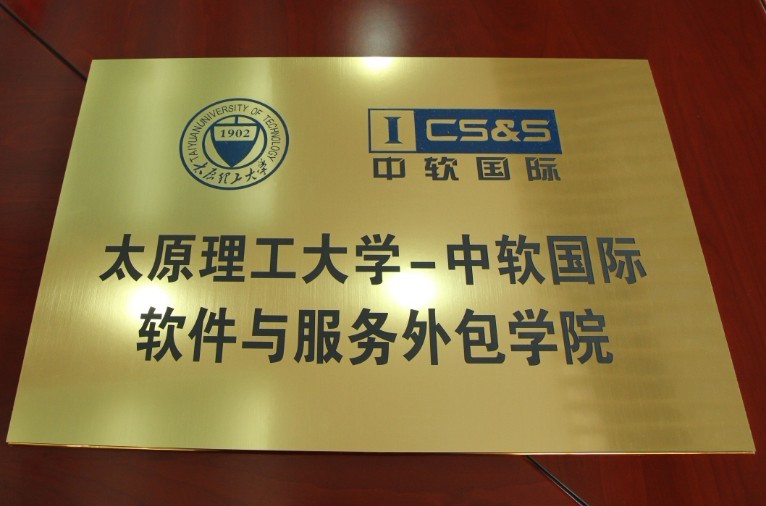 TAIYUAN UNIVERSITY OF TECHNOLOGY
1902
太原理工大学
I CS&S
中软国际
太原理工大学-中软国际
软件与服务外包学院